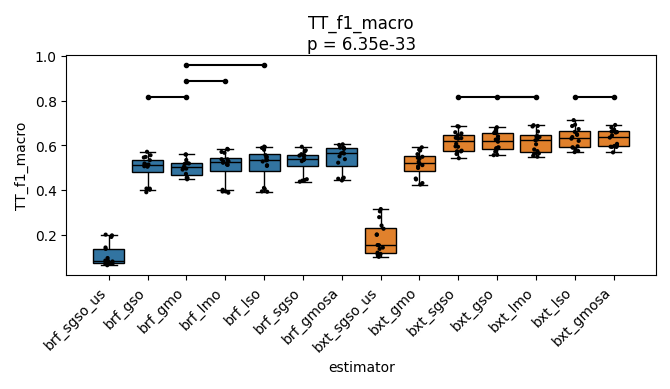 TT_f1_macro
p = 6.35e-33
TT_f1_macro
1.0
0.8
0.6
0.4
0.2
brf_sgso_us
brf_gso
brf_gmo
brf_lmo
brf_lso
brf_sgso
brf_gmosa
bxt_sgso_us
bxt_gmo
bxt_sgso
bxt_gso
bxt_lmo
bxt_lso
bxt_gmosa
estimator